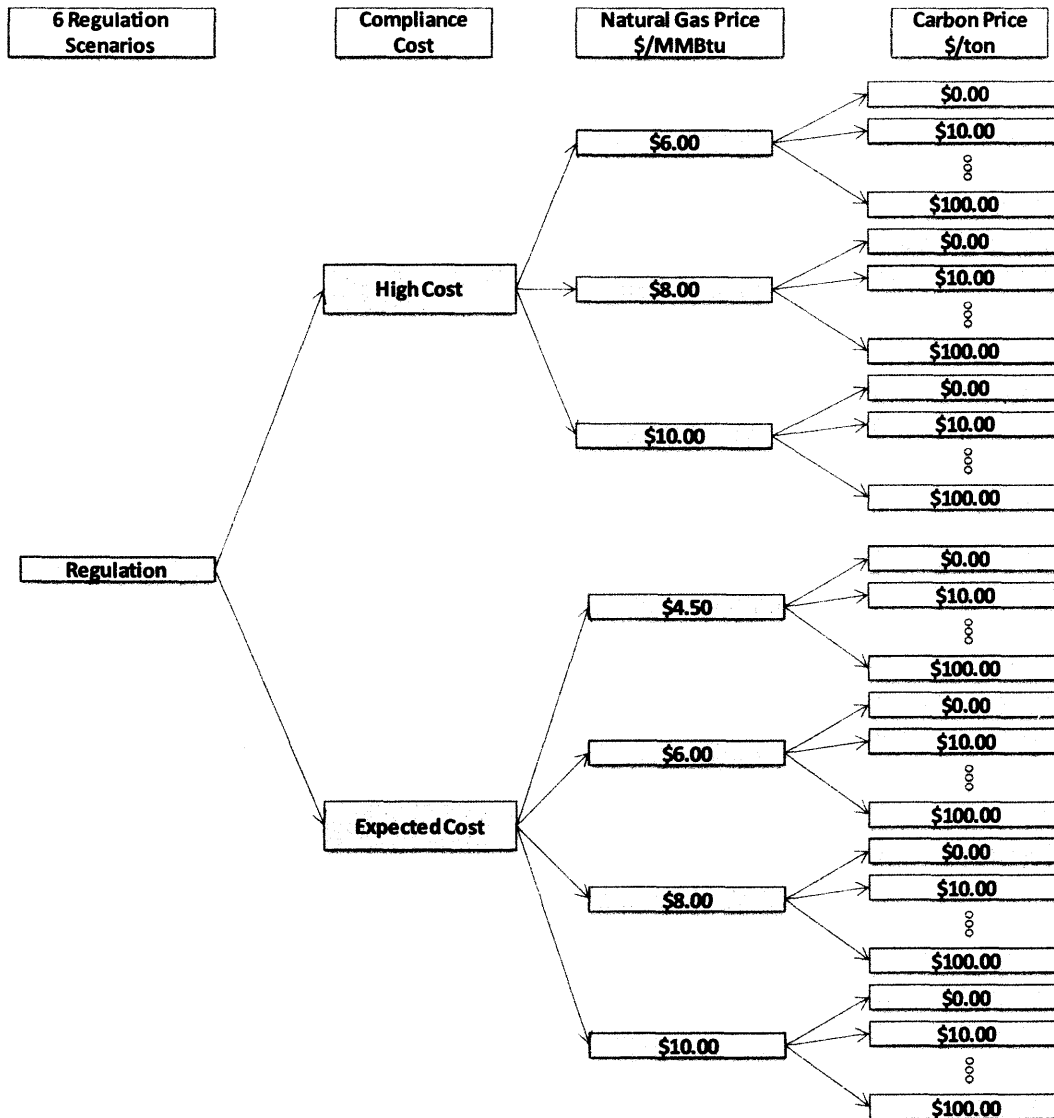 6 Regulation
Scenarios
Compliance
Cost
Natural Gas Price
$/MMBtu
Carbon Price
$/ton
$0.00
$6.00
$10.00
$100.00
High Cost
$8.00
$0.00
$10.00
$100.00
$10.00
$0.00
$10.00
$100.00
Regulation
$4.50
$0.00
$10.00
$100.00
$6.00
$0.00
$10.00
$100.00
Expected Cost
$8.00
$0.00
$10.00
$100.00
$10.00
$0.00
$10.00
$100.00